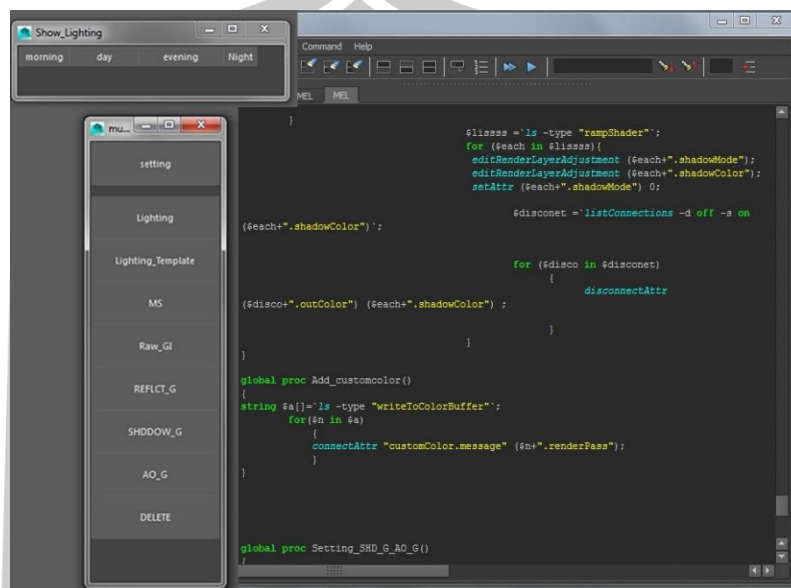 Show_Lighting
morning day evening Night
mu...
setting
Lighting
Lighting_Template
MS
Raw_GI
REFLCT_G
SHDDOW_G
AO_G
DELETE
Command Help
MEL MEL
}
$lissss =`ls -type "rampShader"`;
for ($each in $lissss){
editRenderLayerAdjustment ($each+".shadowMode");
editRenderLayerAdjustment ($each+".shadowColor");
setAttr ($each+".shadowMode") 0;
$disconet =`listConnections -d off -s on
($each+".shadowColor")`;
for ($disco in $disconet)
{
disconnectAttr
($disco+".outColor") ($each+".shadowColor") ;
}
}
}
global proc Add_customcolor()
{
string $a[]=`ls -type "writeToColorBuffer"`;
for($n in $a)
{
connectAttr "customColor.message" ($n+".renderPass");
}
}
global proc Setting_SHD_G_AO_G()